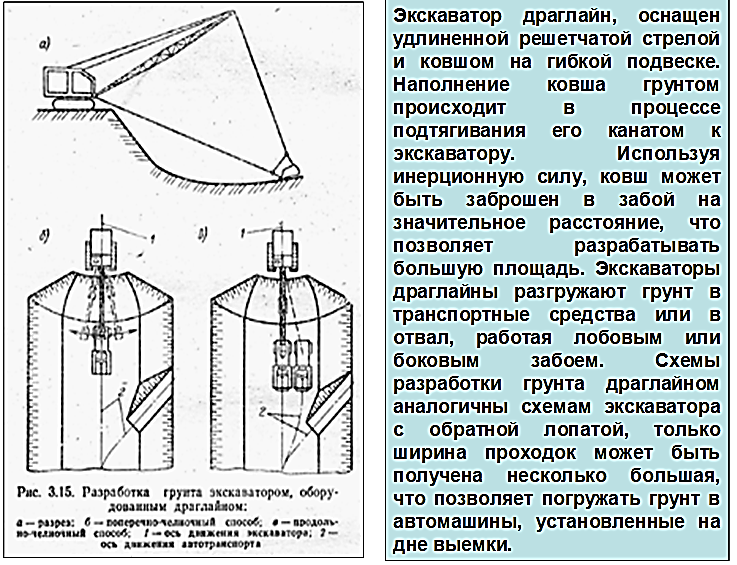 а)
б)
1
в)
1
2
2
Рис. 3.15. Разработка грунта экскаватором, обору-
дованным драглайном:
а — разрез; б — поперечно-челночный способ; в — продоль-
но-челночный способ; 1 — ось движения экскаватора; 2 —
ось движения автотранспорта
Экскаватор драглайн, оснащен
удлиненной решетчатой стрелой
и ковшом на гибкой подвеске.
Наполнение ковша грунтом
происходит в процессе
подтягивания его канатом к
экскаватору. Используя
инерционную силу, ковш может
быть заброшен в забой на
значительное расстояние, что
позволяет разрабатывать
большую площадь. Экскаваторы
драглайны разгружают грунт в
транспортные средства или в
отвал, работая лобовым или
боковым забоем. Схемы
разработки грунта драглайном
аналогичны схемам экскаватора
с обратной лопатой, только
ширина проходок может быть
получена несколько большая,
что позволяет погружать грунт в
автомашины, установленные на
дне выемки.